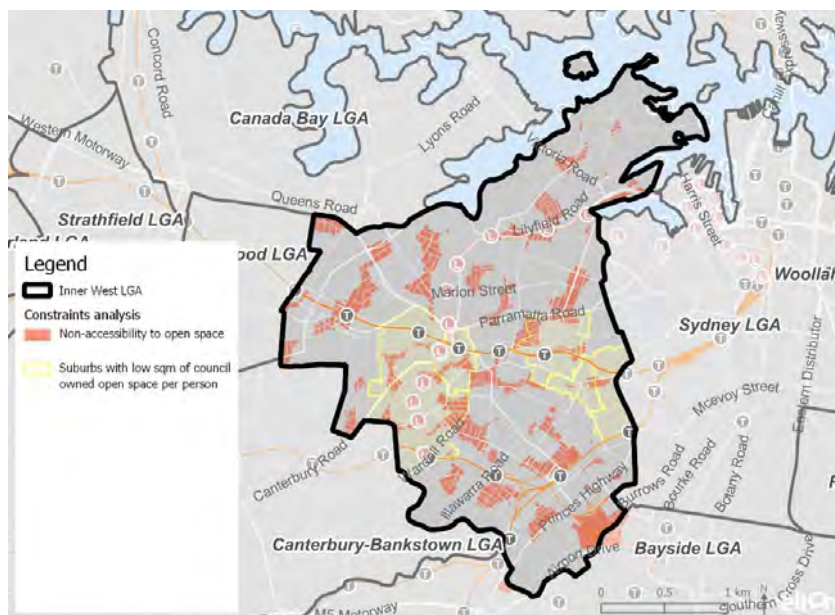 Concord Road
Western Motorway
Canada Bay LGA
Lyons Road
Victoria Road
Queens Road
Strathfield LGA
Lilyfield Road
Harris Street
ood LGA
Woollah
Legend
Inner West LGA
Constraints analysis
Non-accessibility to open space
Suburbs with low sqm of council
owned open space per person
Marion Street
Parramatta Road
Sydney LGA
Eastern Distributor
Mcevoy Street
Canterbury Road
Wardell Road
Illawarra Road
Princes Highway
Burrows Road
Bourke Road
Botany Road
Canterbury-Bankstown LGA
Airport Drive
Bayside LGA
Southern Cross Drive
M5 Motorway
0 1 km
N